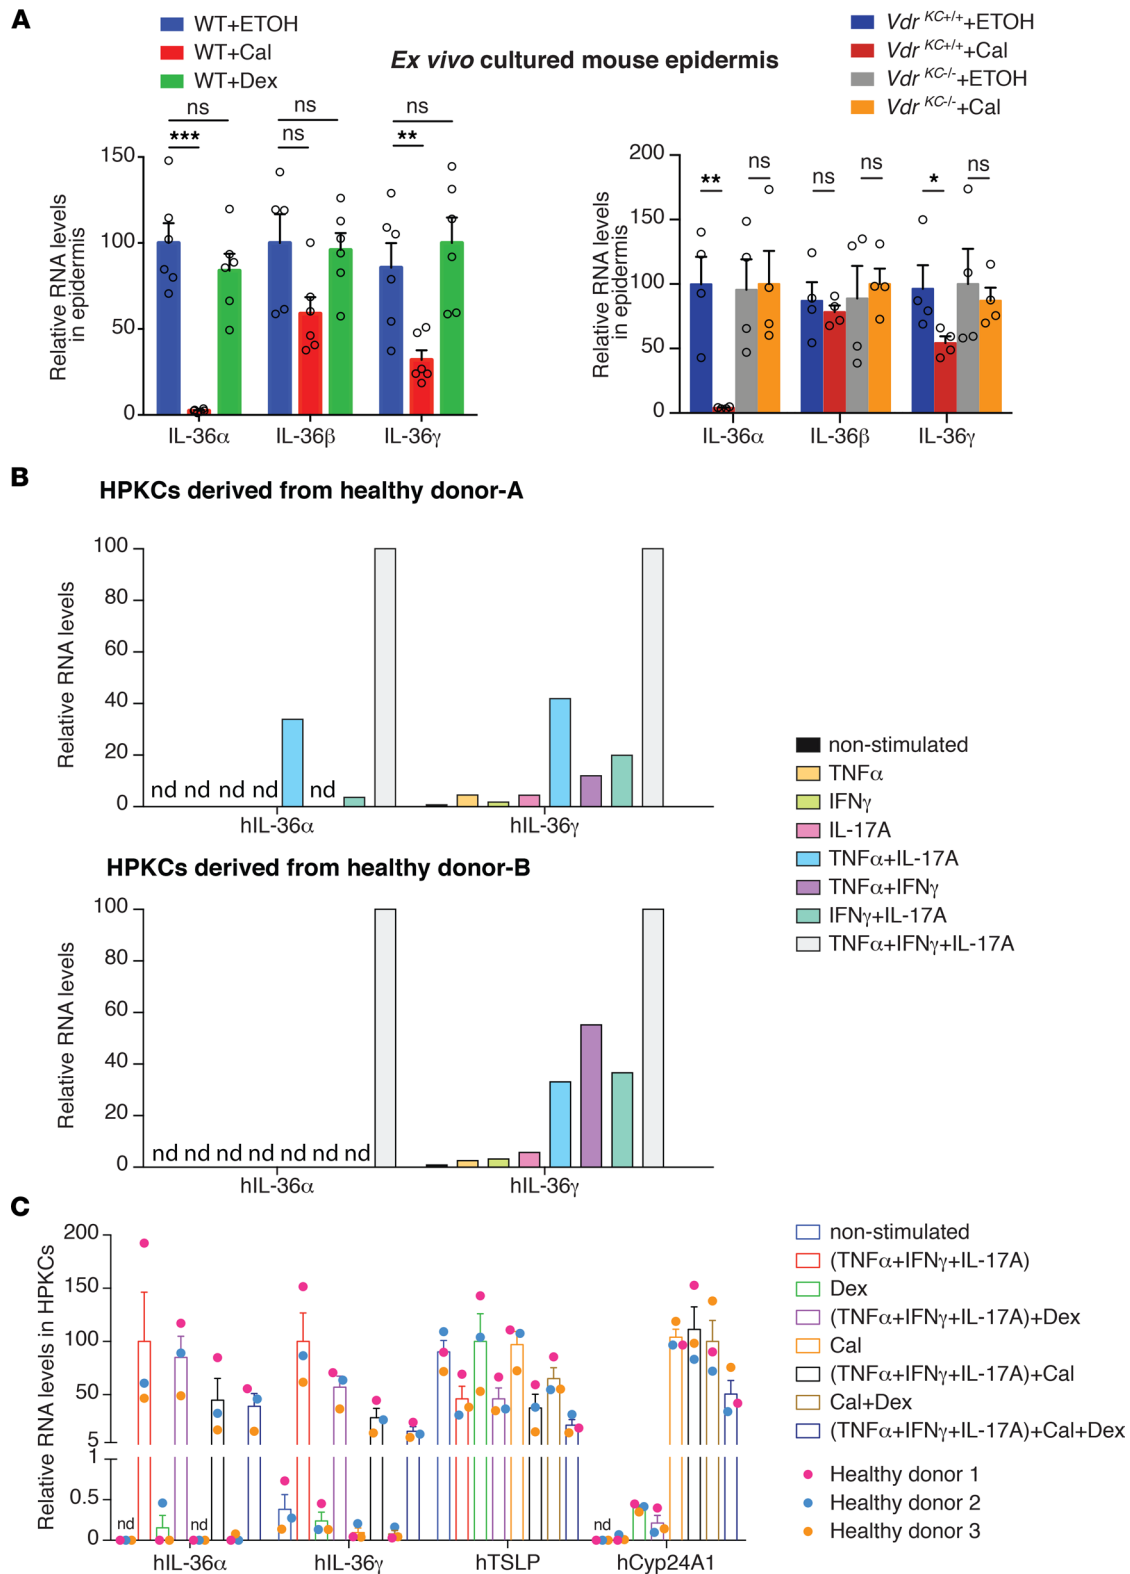 A
WT+ETOH
WT+Cal
WT+Dex
Ex vivo cultured mouse epidermis
Vdr KC+/++ETOH
Vdr KC+/++Cal
Vdr KC-/-+ETOH
Vdr KC-/-+Cal
Relative RNA levels
in epidermis
150
100
50
0
ns
***
ns
ns
ns
**
IL-36α
IL-36β
IL-36γ
Relative RNA levels
in epidermis
200
150
100
50
0
**
ns
ns
ns
*
ns
IL-36α
IL-36β
IL-36γ
B
HPKCs derived from healthy donor-A
Relative RNA levels
100
80
60
40
20
0
nd nd nd nd nd
hIL-36α
hIL-36γ
HPKCs derived from healthy donor-B
Relative RNA levels
100
80
60
40
20
0
nd nd nd nd nd nd nd
hIL-36α
hIL-36γ
non-stimulated
TNFα
IFNγ
IL-17A
TNFα+IL-17A
TNFα+IFNγ
IFNγ+IL-17A
TNFα+IFNγ+IL-17A
C
Relative RNA levels in HPKCs
200
150
100
50
5
1
0.5
0
nd
nd
nd
hIL-36α
hIL-36γ
hTSLP
hCyp24A1
non-stimulated
(TNFα+IFNγ+IL-17A)
Dex
(TNFα+IFNγ+IL-17A)+Dex
Cal
(TNFα+IFNγ+IL-17A)+Cal
Cal+Dex
(TNFα+IFNγ+IL-17A)+Cal+Dex
Healthy donor 1
Healthy donor 2
Healthy donor 3